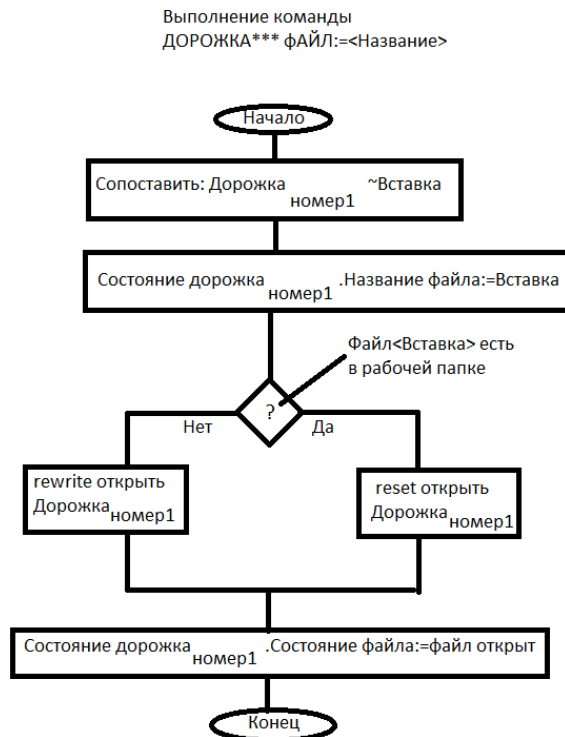 Выполнение команды
ДОРОЖКА*** фАЙЛ:=<Название>
Начало
Сопоставить: Дорожка номер1 ~Вставка
Состояние дорожка номер1 .Название файла:=Вставка
Файл<Вставка> есть
в рабочей папке
?
Нет
Да
rewrite открыть
Дорожка номер1
reset открыть
Дорожка номер1
Состояние дорожка номер1 .Состояние файла:=файл открыт
Конец